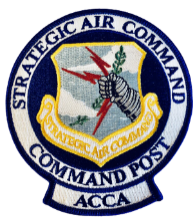 STRATEGIC AIR COMMAND
STRATEGIC AIR COMMAND
COMMAND POST
ACCA